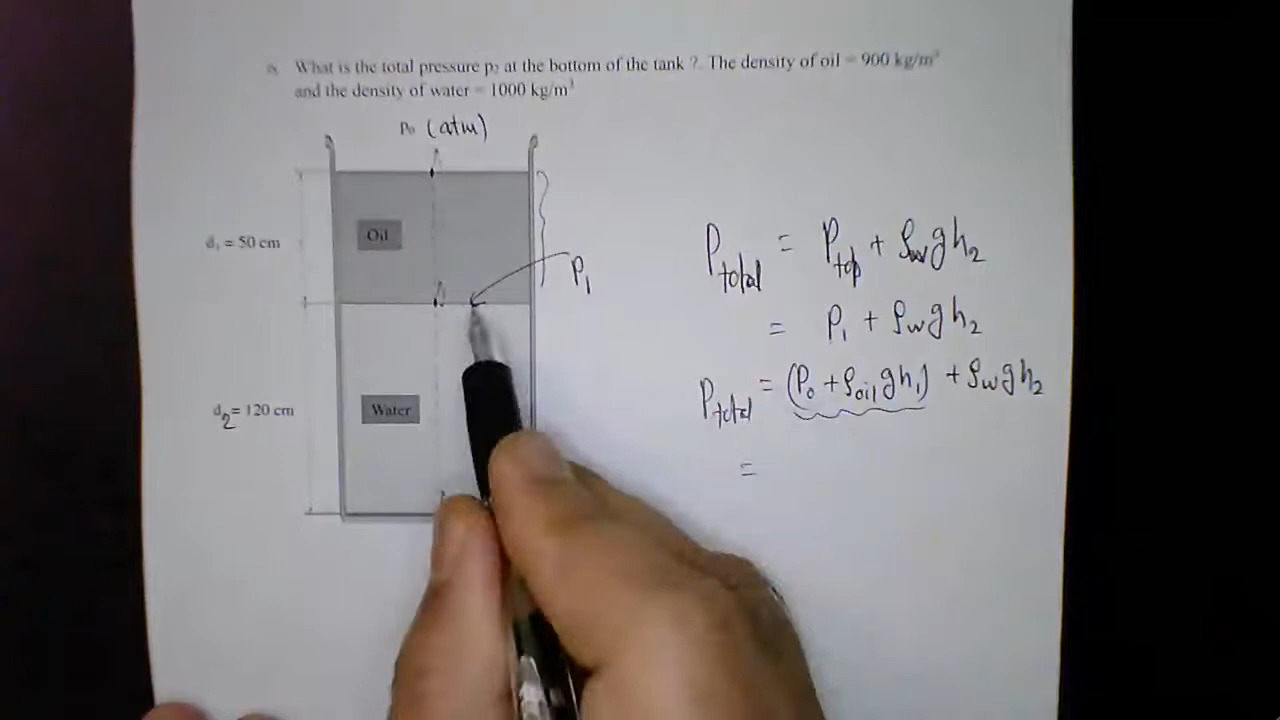 What is the total pressure p₂ at the bottom of the tank ?. The density of oil = 900 kg/m³
and the density of water = 1000 kg/m³
P₀ (atm)
Oil
d₁ = 50 cm
P₁
Water
d₂ = 120 cm
P_total = P_top + ρ_w g h₂
= P₁ + ρ_w g h₂
P_total = (P₀ + ρ_oil g h₁) + ρ_w g h₂
=